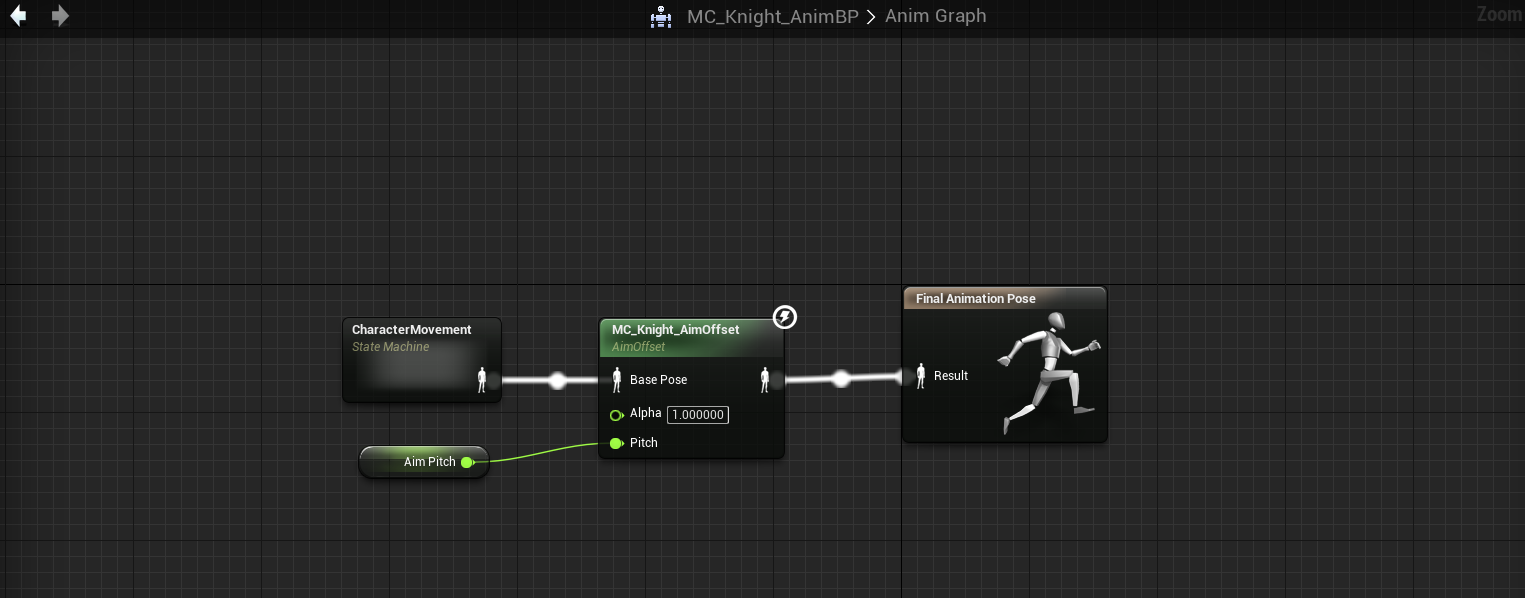 MC_Knight_AnimBP > Anim Graph
Zoom
CharacterMovement
State Machine
MC_Knight_AimOffset
AimOffset
Base Pose
Alpha 1.000000
Pitch
Aim Pitch
Final Animation Pose
Result